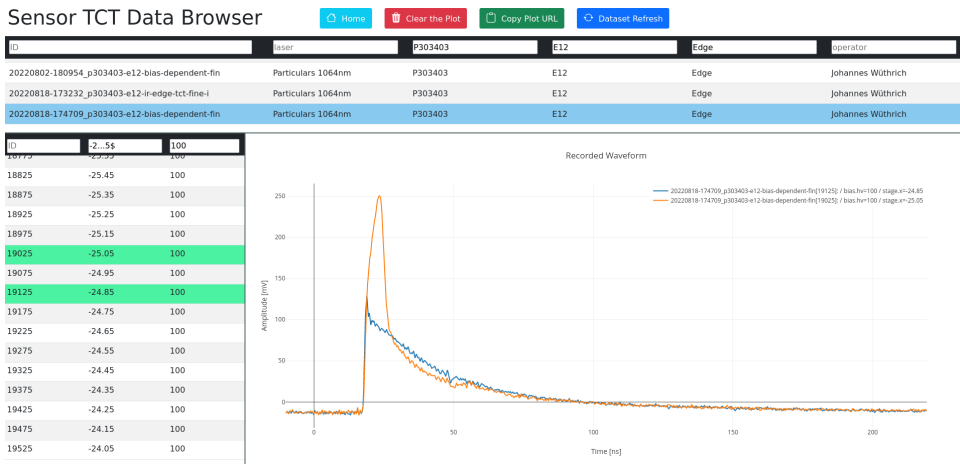 Sensor TCT Data Browser
Home
Clear the Plot
Copy Plot URL
Dataset Refresh
ID laser P303403 E12 Edge operator
20220802-180954_p303403-e12-bias-dependent-fin Particulars 1064nm P303403 E12 Edge Johannes Wüthrich
20220818-173232_p303403-e12-ir-edge-tct-fine-i Particulars 1064nm P303403 E12 Edge Johannes Wüthrich
20220818-174709_p303403-e12-bias-dependent-fin Particulars 1064nm P303403 E12 Edge Johannes Wüthrich
ID -2...5$ 100
18775 -25.55 100
18825 -25.45 100
18875 -25.35 100
18925 -25.25 100
18975 -25.15 100
19025 -25.05 100
19075 -24.95 100
19125 -24.85 100
19175 -24.75 100
19225 -24.65 100
19275 -24.55 100
19325 -24.45 100
19375 -24.35 100
19425 -24.25 100
19475 -24.15 100
19525 -24.05 100
Recorded Waveform
20220818-174709_p303403-e12-bias-dependent-fin[19125]: / bias.hv=100 / stage.x=-24.85
20220818-174709_p303403-e12-bias-dependent-fin[19025]: / bias.hv=100 / stage.x=-25.05
250
200
150
100
50
0
Amplitude [mV]
0 50 100 150 200
Time [ns]